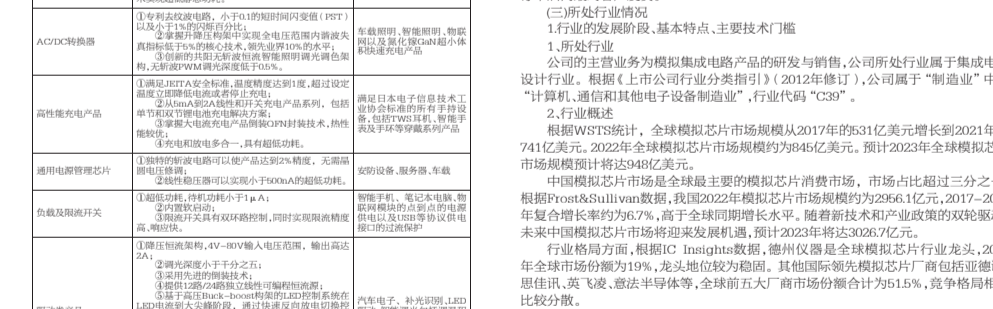 ①专利去纹波电路，小于0.1的短时间闪变值（PST）
以及小于1%的闪烁百分比；
②掌握升降压构架中实现全电压范围内谐波失
真指标低于5%的核心技术，领先业界10%的水平；
③创新的共阳无斩波恒流智能照明调光调色架
构，无斩波PWM调光深度低于0.5%。
AC/DC转换器
车载照明、智能照明、物联
网以及氮化镓GaN超小体
积快速充电产品
①满足JEITA安全标准，温度精度达到1度，超过设定
温度立即降低电流或者停止充电；
②从5mA到2A线性和开关充电产品系列，包括
单节和双节锂电池充电解决方案；
③掌握大电流充电产品倒装QFN封装技术，热性
能较优；
④充电和放电多合一，具有超低功耗。
高性能充电产品
满足日本电子信息技术工
业协会标准的所有手持设
备，包括TWS耳机、智能手
表及手环等穿戴系列产品
①独特的斩波电路可以使产品达到2%精度，无需晶
圆电压修调；
②线性稳压器可以实现小于500nA的超低功耗。
通用电源管理芯片
安防设备、服务器、车载
①超低功耗，待机功耗小于1μA；
②内置软启动；
③限流开关具有双环路控制，同时实现限流精度
高、响应快。
负载及限流开关
智能手机、笔记本电脑、物
联网模块的点到点的电源
供电以及USB等协议供电
接口的过流保护
①降压恒流架构，4V-80V输入电压范围，输出高达
2A；
②调光深度小于千分之五；
③采用先进的倒装技术；
④提供12路/24路独立线性可编程恒流源；
⑤基于高压Buck-boost构架的LED控制系统在
LED电流到大尖峰阶段，通过快速反向放电切换控
汽车电子、补光识别、LED
(三)所处行业情况
1.行业的发展阶段、基本特点、主要技术门槛
1、所处行业
公司的主营业务为模拟集成电路产品的研发与销售，公司所处行业属于集成电
设计行业。根据《上市公司行业分类指引》（2012年修订），公司属于“制造业”中
“计算机、通信和其他电子设备制造业”，行业代码“C39”。
2、行业概述
根据WSTS统计，全球模拟芯片市场规模从2017年的531亿美元增长到2021年
741亿美元。2022年全球模拟芯片市场规模约为845亿美元。预计2023年全球模拟芯
市场规模预计将达948亿美元。
中国模拟芯片市场是全球最主要的模拟芯片消费市场，市场占比超过三分之一
根据Frost&Sullivan数据，我国2022年模拟芯片市场规模约为2956.1亿元，2017-20
年复合增长率约为6.7%，高于全球同期增长水平。随着新技术和产业政策的双轮驱
未来中国模拟芯片市场将迎来发展机遇，预计2023年将达3026.7亿元。
行业格局方面，根据IC Insights数据，德州仪器是全球模拟芯片行业龙头，20
年全球市场份额为19%，龙头地位较为稳固。其他国际领先模拟芯片厂商包括亚德诺
思佳讯、英飞凌、意法半导体等，全球前五大厂商市场份额合计为51.5%，竞争格局相
比较分散。